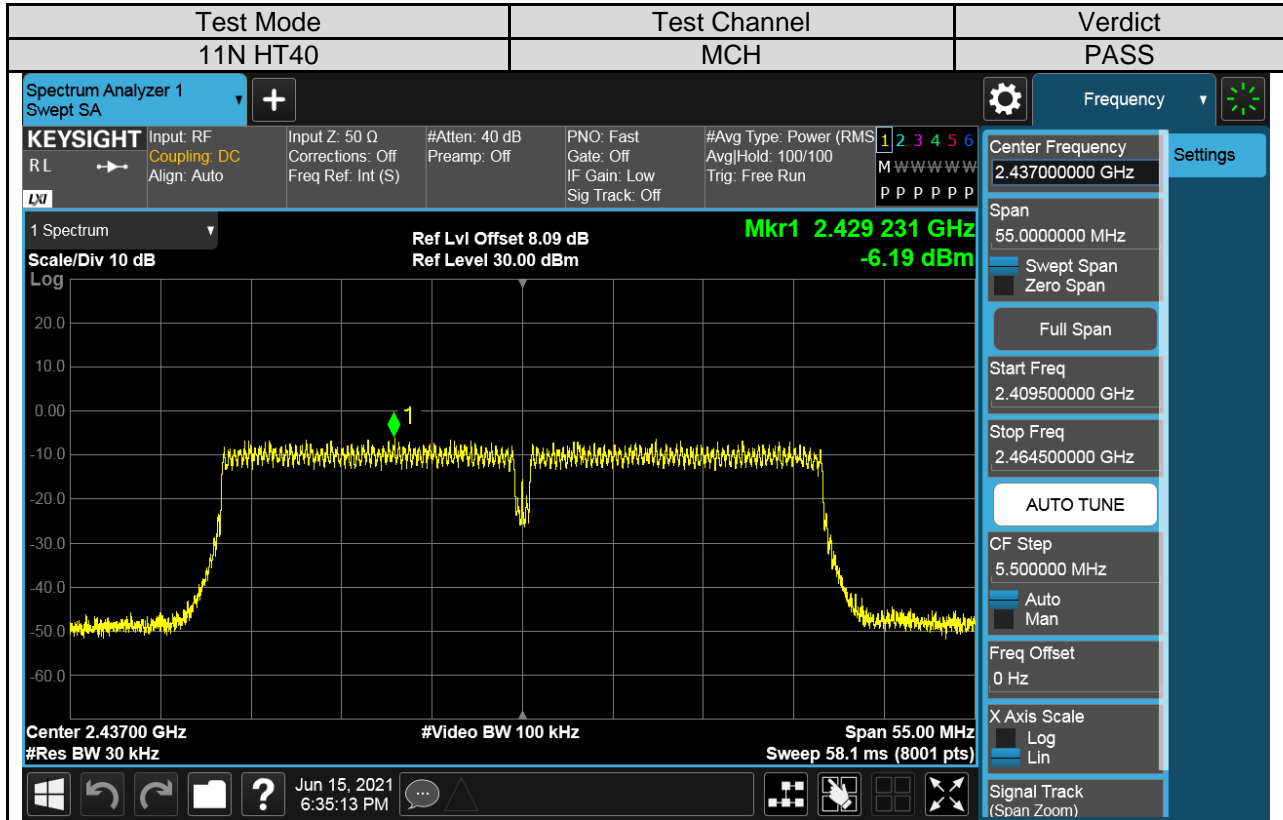 Test Mode Test Channel Verdict
11N HT40 MCH PASS
Spectrum Analyzer 1
Swept SA
+
Frequency
KEYSIGHT Input: RF Input Z: 50 Ω #Atten: 40 dB PNO: Fast #Avg Type: Power (RMS 1 2 3 4 5 6
R L Coupling: DC Corrections: Off Preamp: Off Gate: Off Avg|Hold: 100/100 M W W W W W
Align: Auto Freq Ref: Int (S) IF Gain: Low Trig: Free Run
LXI Sig Track: Off P P P P P P
1 Spectrum
Ref Lvl Offset 8.09 dB Mkr1 2.429 231 GHz
Scale/Div 10 dB Ref Level 30.00 dBm -6.19 dBm
Log
20.0
10.0
0.00
1
-10.0
-20.0
-30.0
-40.0
-50.0
-60.0
Center 2.43700 GHz #Video BW 100 kHz Span 55.00 MHz
#Res BW 30 kHz Sweep 58.1 ms (8001 pts)
Center Frequency Settings
2.437000000 GHz
Span
55.0000000 MHz
Swept Span
Zero Span
Full Span
Start Freq
2.409500000 GHz
Stop Freq
2.464500000 GHz
AUTO TUNE
CF Step
5.500000 MHz
Auto
Man
Freq Offset
0 Hz
X Axis Scale
Log
Lin
Signal Track
(Span Zoom)
? Jun 15, 2021
6:35:13 PM